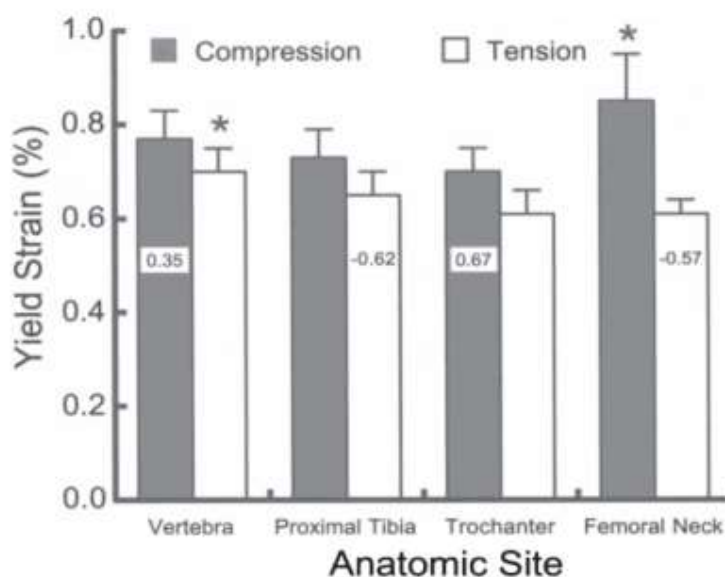 1.0
Compression
Tension
*
0.8
*
0.6
0.35
-0.62
0.67
-0.57
0.4
0.2
0.0
Yield Strain (%)
Vertebra
Proximal Tibia
Trochanter
Femoral Neck
Anatomic Site